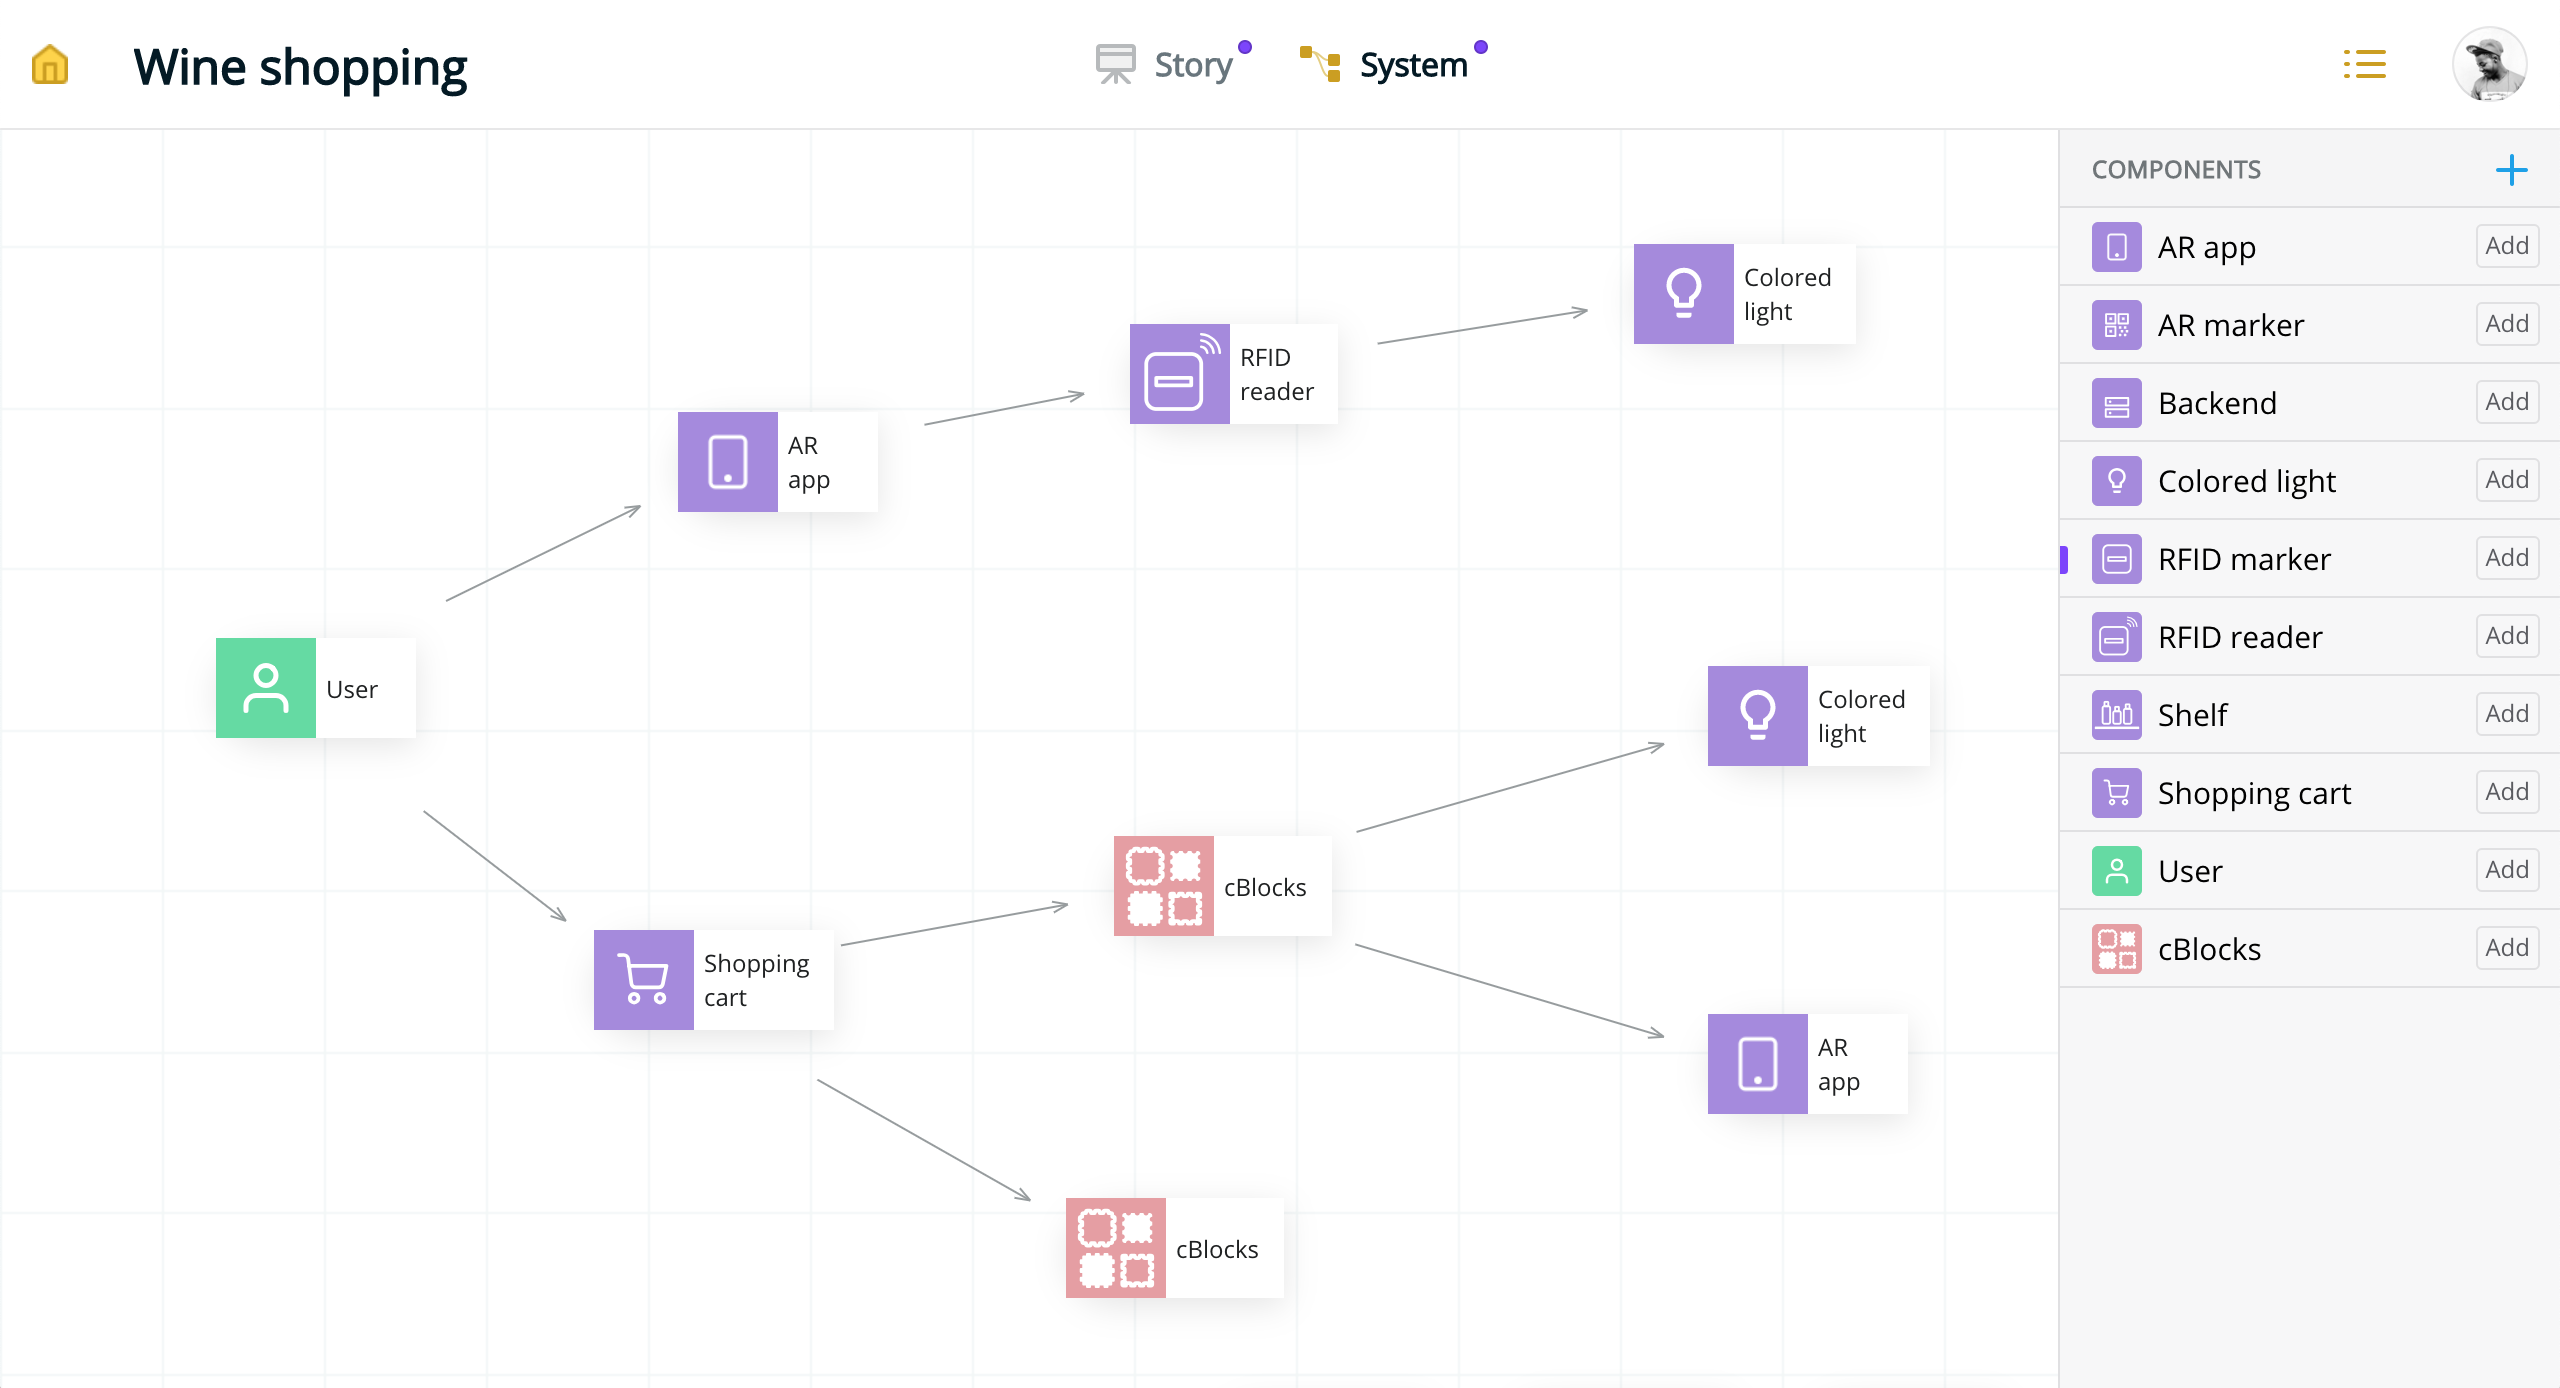 Wine shopping
Story
System
COMPONENTS
AR app
Add
AR marker
Add
Backend
Add
Colored light
Add
RFID marker
Add
RFID reader
Add
Shelf
Add
Shopping cart
Add
User
Add
cBlocks
Add
Colored
light
RFID
reader
AR
app
User
Colored
light
cBlocks
Shopping
cart
AR
app
cBlocks